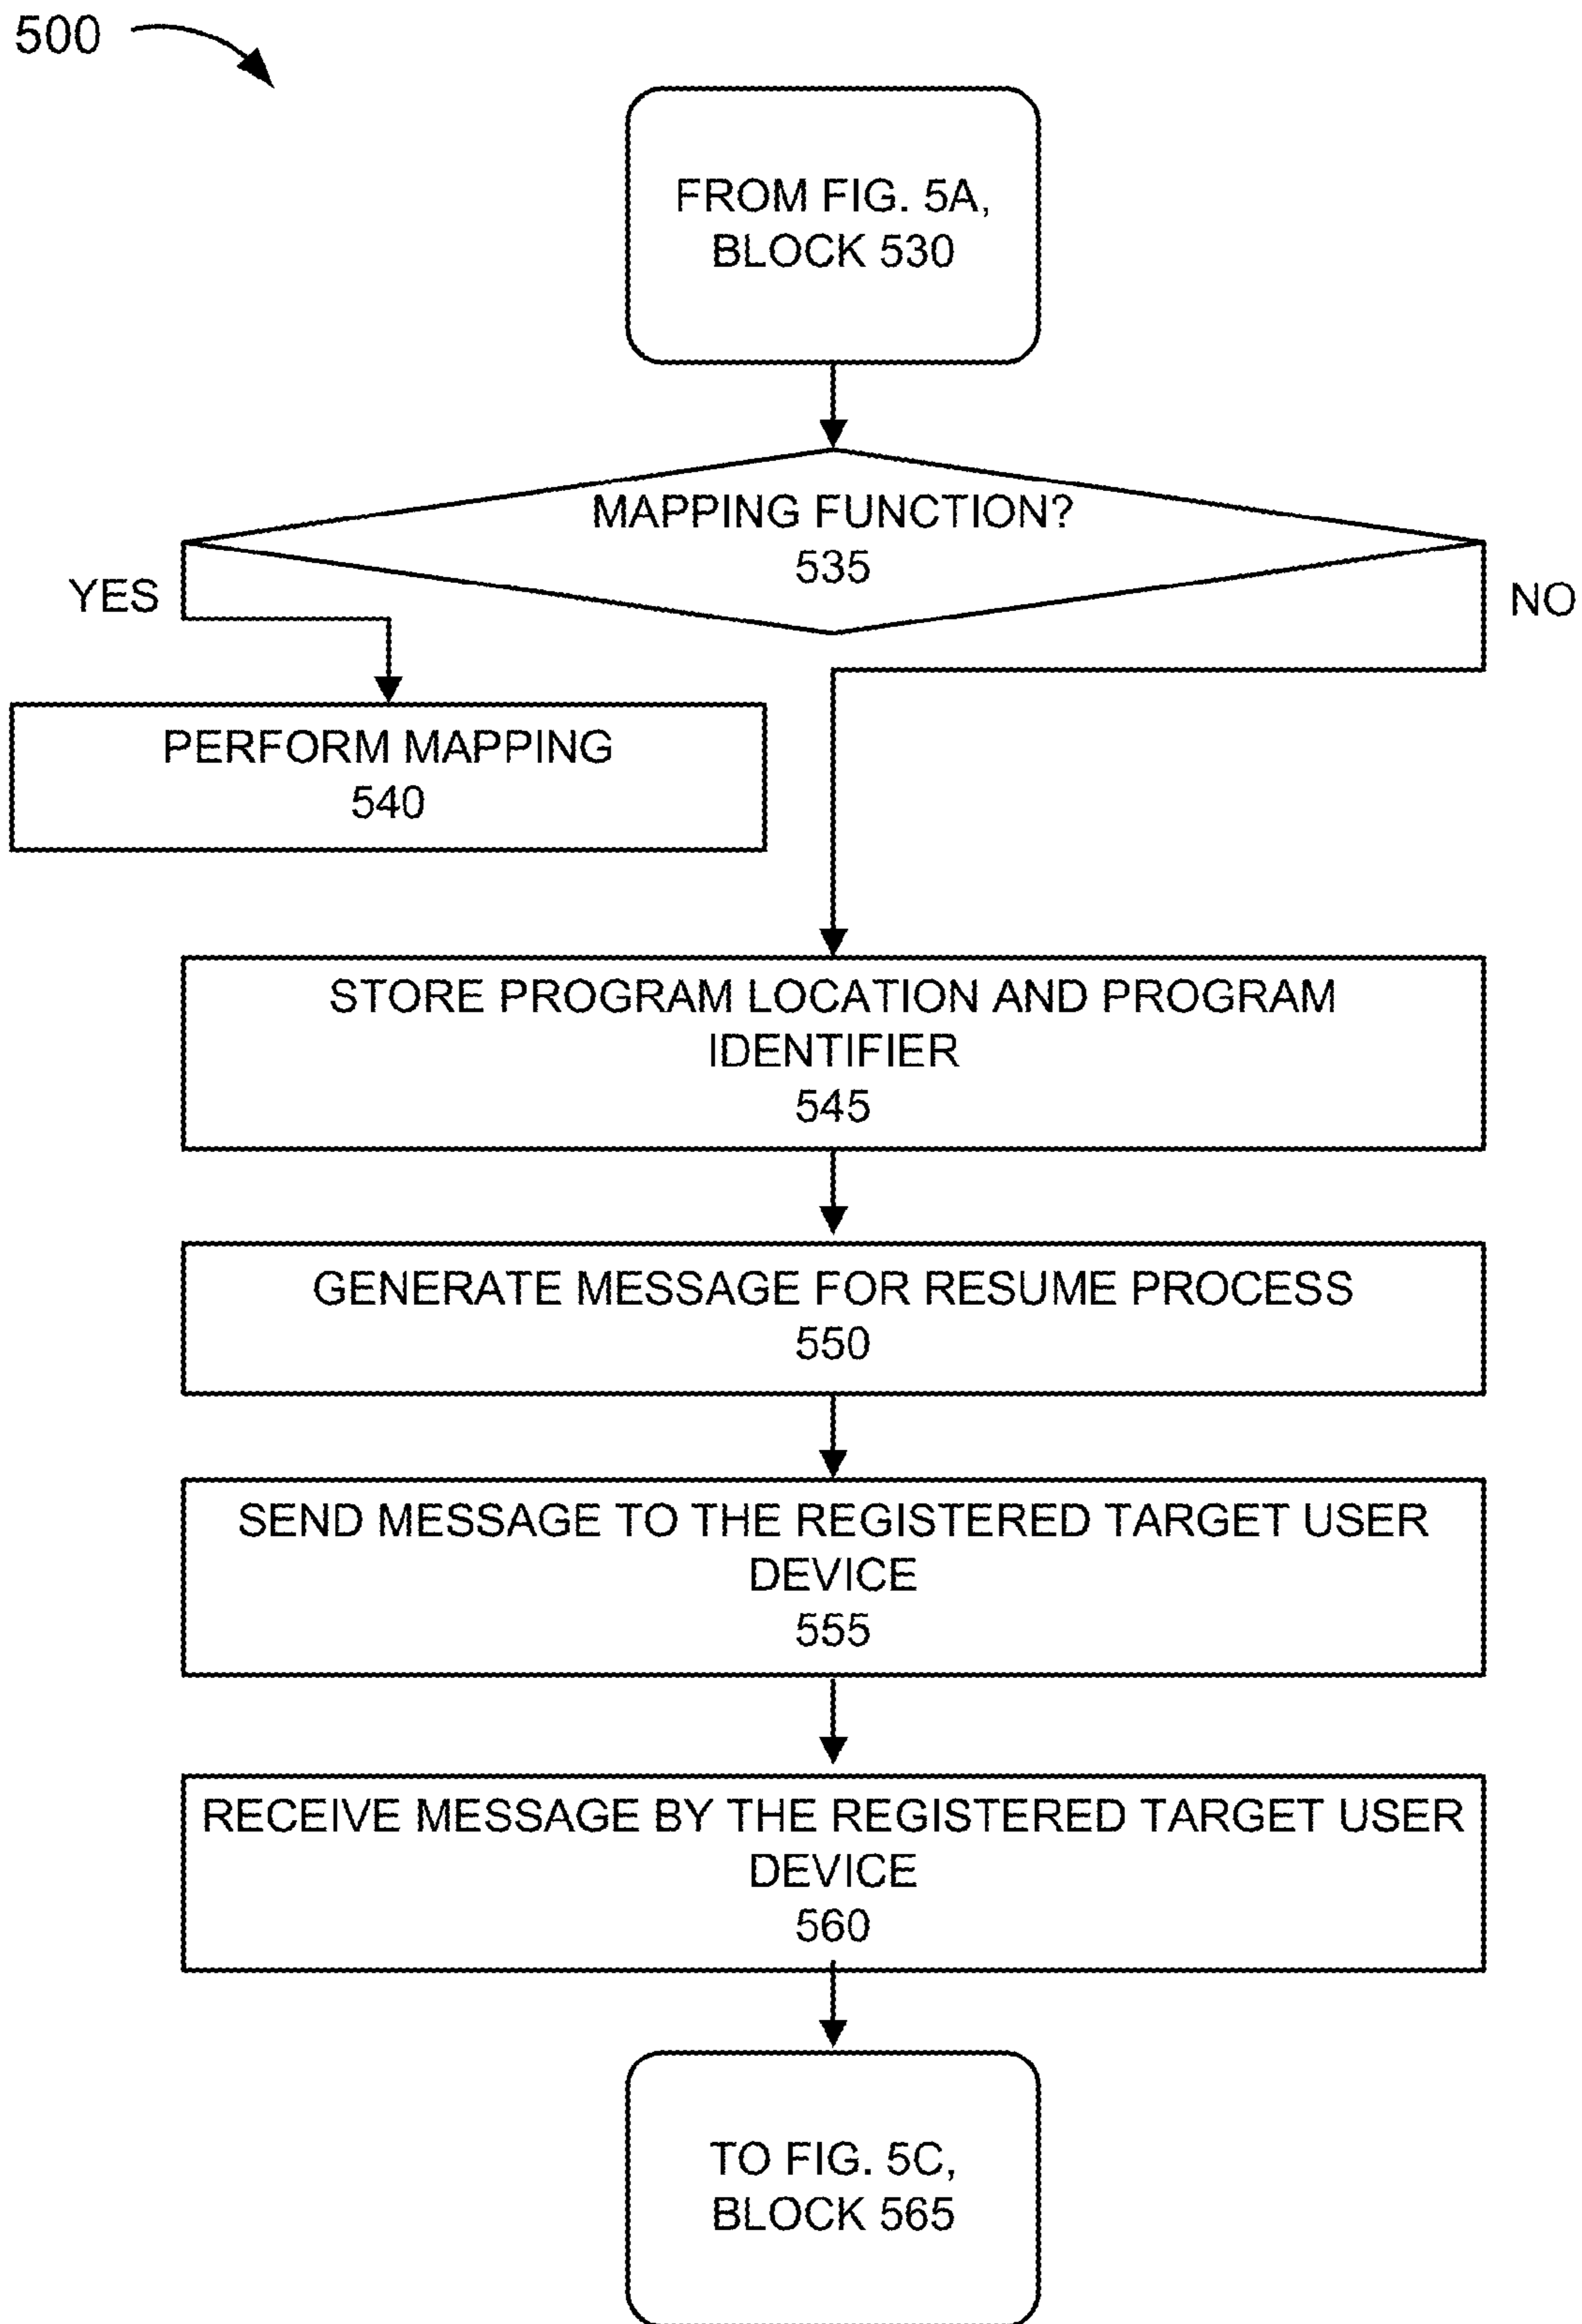 500
FROM FIG. 5A,
BLOCK 530
MAPPING FUNCTION?
535
YES
NO
PERFORM MAPPING
540
STORE PROGRAM LOCATION AND PROGRAM
IDENTIFIER
545
GENERATE MESSAGE FOR RESUME PROCESS
550
SEND MESSAGE TO THE REGISTERED TARGET USER
DEVICE
555
RECEIVE MESSAGE BY THE REGISTERED TARGET USER
DEVICE
560
TO FIG. 5C,
BLOCK 565